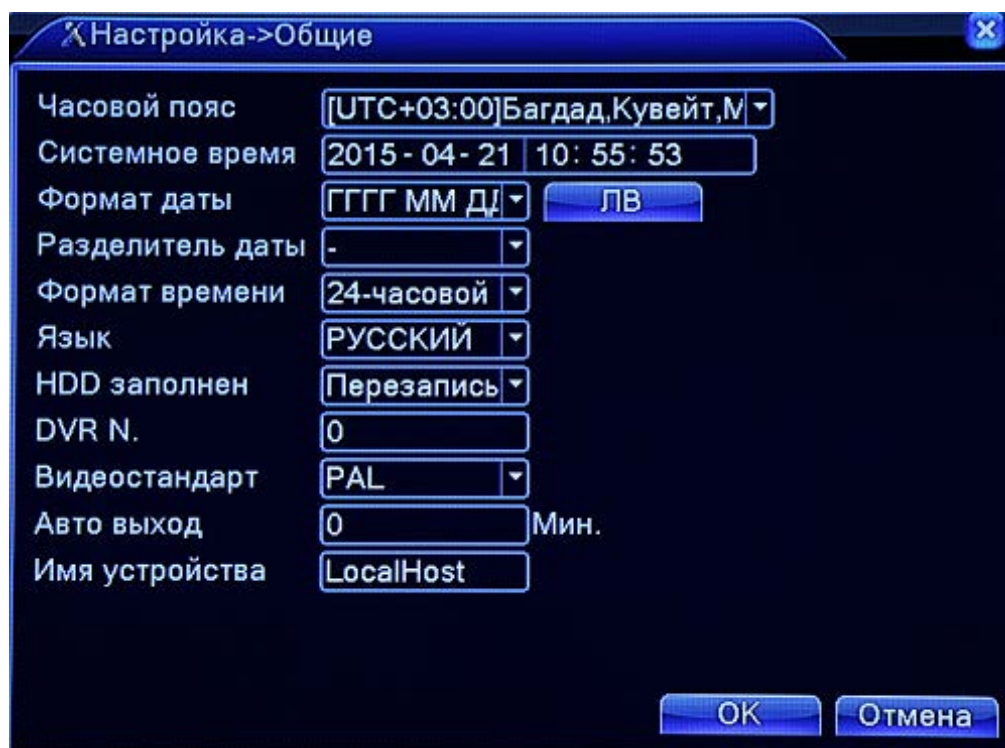 Настройка->Общие
Часовой пояс [UTC+03:00]Багдад,Кувейт,М
Системное время 2015-04-21 10:55:53
Формат даты ГГГГ ММ ДД ЛВ
Разделитель даты -
Формат времени 24-часовой
Язык РУССКИЙ
HDD заполнен Перезапись
DVR N. 0
Видеостандарт PAL
Авто выход 0 Мин.
Имя устройства LocalHost
OK Отмена